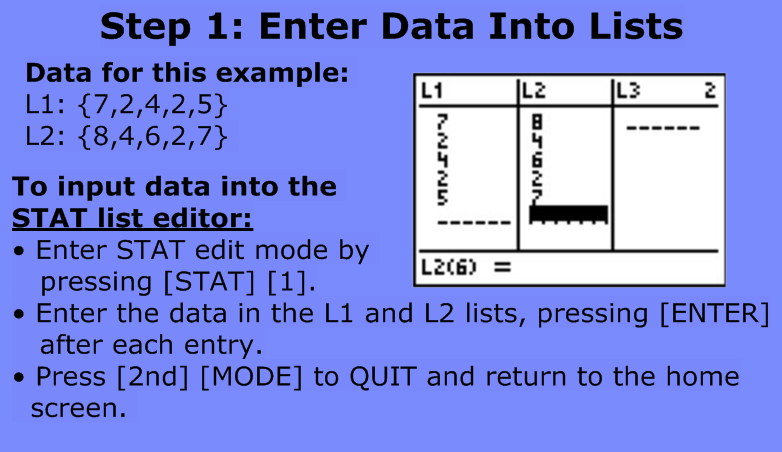 Step 1: Enter Data Into Lists
Data for this example:
L1: {7,2,4,2,5}
L2: {8,4,6,2,7}
To input data into the
STAT list editor:
• Enter STAT edit mode by
pressing [STAT] [1].
• Enter the data in the L1 and L2 lists, pressing [ENTER]
after each entry.
• Press [2nd] [MODE] to QUIT and return to the home
screen.
L1 L2 L3 2
7 8 ------
2 4
4 6
2 2
5 7
------
L2(6) =